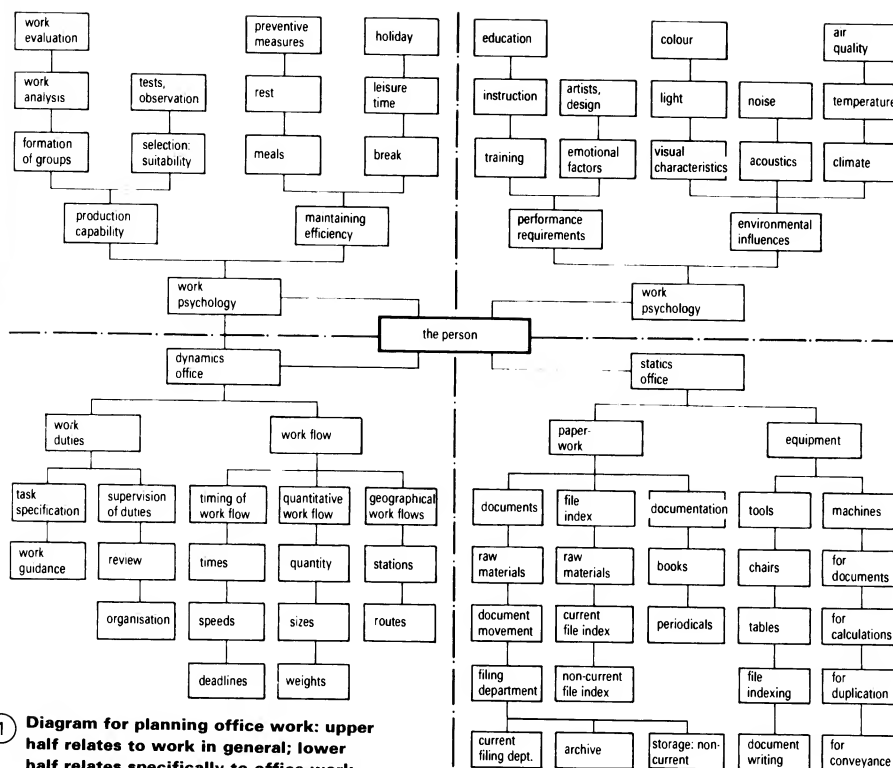 work
evaluation
work
analysis
formation
of groups
tests,
observation
selection:
suitability
production
capability
preventive
measures
rest
meals
holiday
leisure
time
break
maintaining
efficiency
work
psychology
education
instruction
training
artists,
design
emotional
factors
performance
requirements
colour
light
visual
characteristics
noise
acoustics
air
quality
temperature
climate
environmental
influences
work
psychology
the person
dynamics
office
work
duties
task
specification
work
guidance
supervision
of duties
review
organisation
work flow
timing of
work flow
times
speeds
deadlines
quantitative
work flow
quantity
sizes
weights
geographical
work flows
stations
routes
statics
office
paper-
work
documents
raw
materials
document
movement
filing
department
file
index
raw
materials
current
file index
non-current
file index
documentation
books
periodicals
current
filing dept.
archive
storage: non-
current
equipment
tools
chairs
tables
file
indexing
document
writing
machines
for
documents
for
calculations
for
duplication
for
conveyance
1 Diagram for planning office work: upper
half relates to work in general; lower
half relates specifically to office work